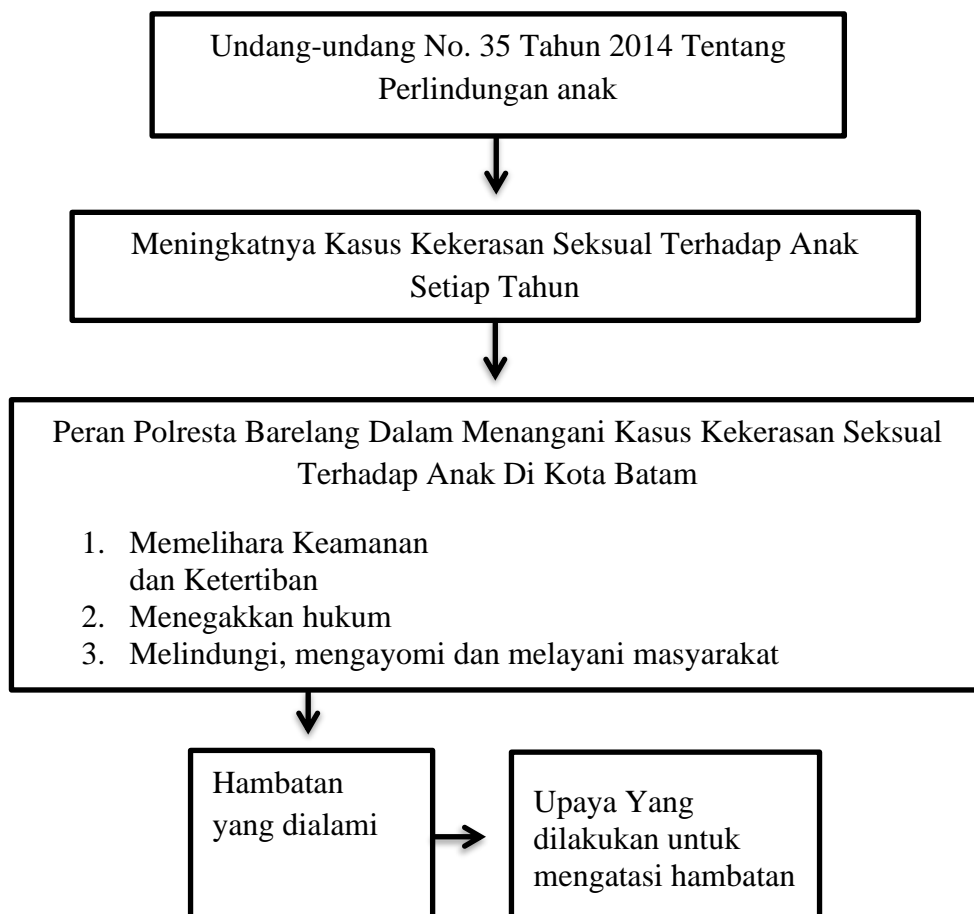 Undang-undang No. 35 Tahun 2014 Tentang
Perlindungan anak
Meningkatnya Kasus Kekerasan Seksual Terhadap Anak
Setiap Tahun
Peran Polresta Barelang Dalam Menangani Kasus Kekerasan Seksual
Terhadap Anak Di Kota Batam
1. Memelihara Keamanan
dan Ketertiban
2. Menegakkan hukum
3. Melindungi, mengayomi dan melayani masyarakat
Hambatan
yang dialami
Upaya Yang
dilakukan untuk
mengatasi hambatan